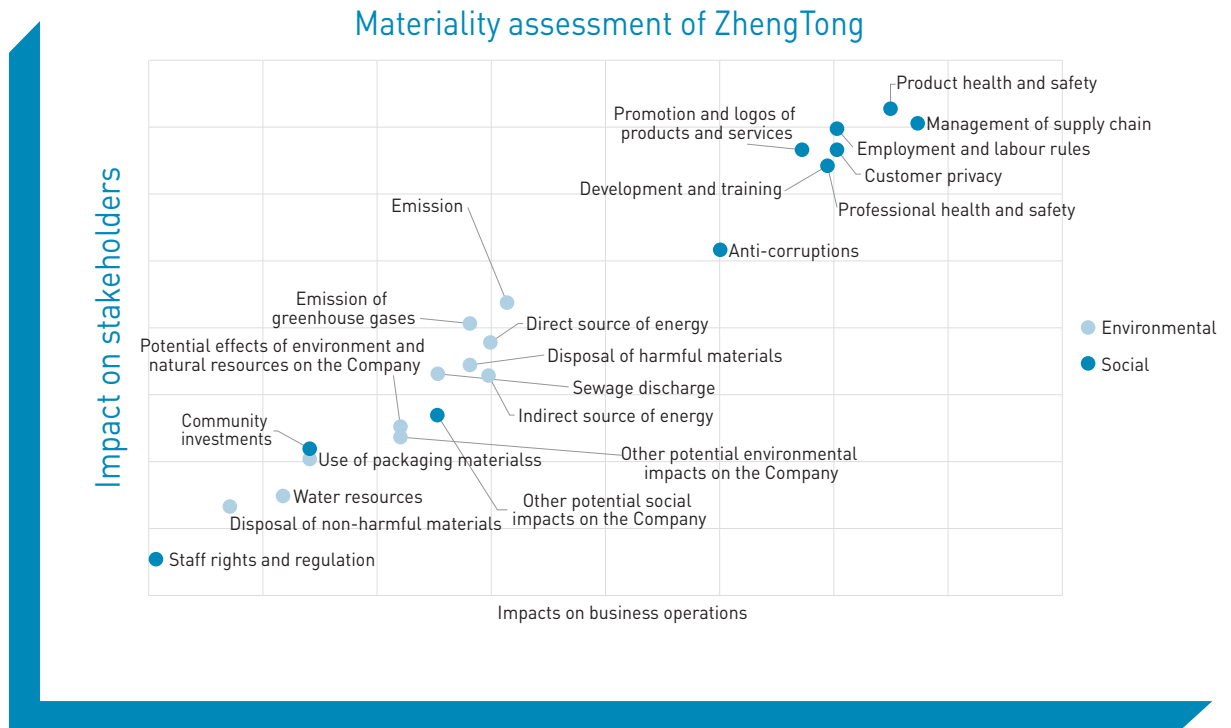 Materiality assessment of ZhengTong
Product health and safety
Promotion and logos of
products and services
Management of supply chain
Employment and labour rules
Customer privacy
Development and training
Professional health and safety
Emission
Anti-corruptions
Impact on stakeholders
Emission of
greenhouse gases
Direct source of energy
Environmental
Potential effects of environment and
natural resources on the Company
Disposal of harmful materials
Social
Sewage discharge
Indirect source of energy
Community
investments
Use of packaging materialss
Other potential environmental
impacts on the Company
Water resources
Other potential social
impacts on the Company
Disposal of non-harmful materials
Staff rights and regulation
Impacts on business operations